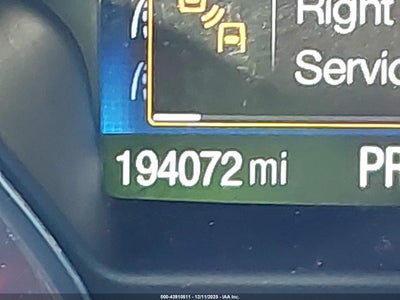 Right
Servic
194072 mi
PR
000-43910511 - 12/11/2025 - IAA Inc.